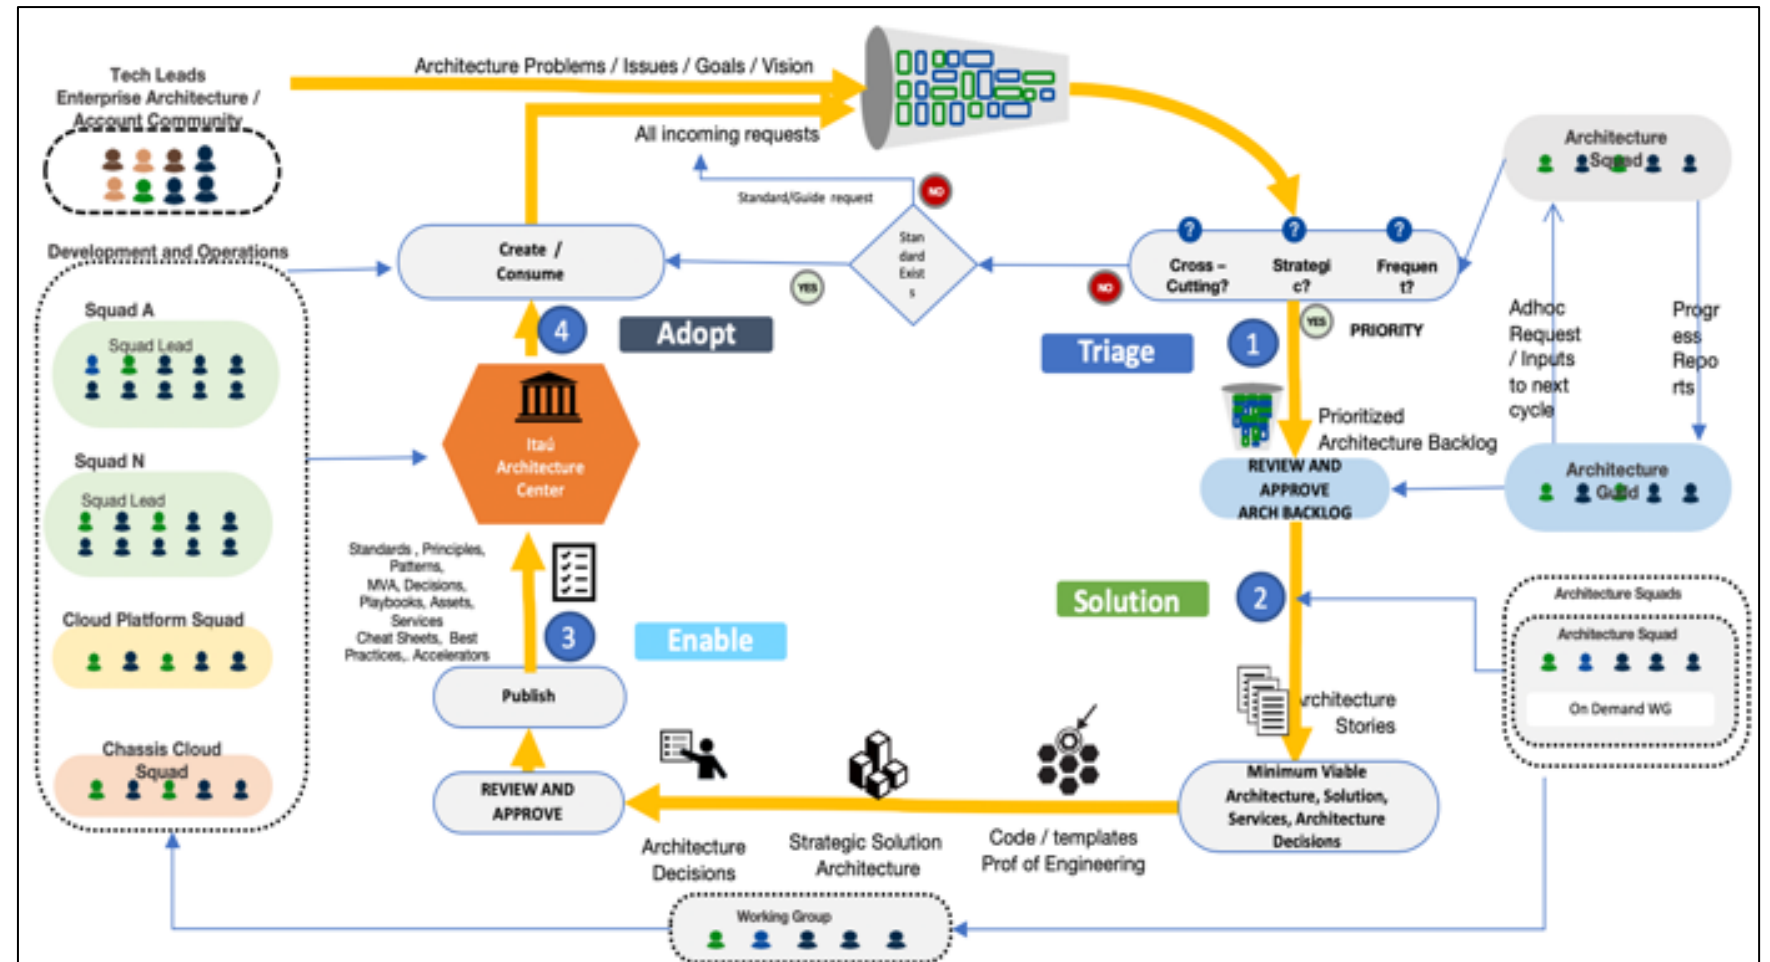 Tech Leads
Enterprise Architecture /
Account Community
Architecture Problems / Issues / Goals / Vision
All incoming requests
Standard/Guide request
NO
Architecture
Squad
Development and Operations
Create /
Consume
YES
Stan
dard
Exist
s
NO
?
?
?
Cross –
Cutting?
Strategi
c?
Frequen
t?
YES
PRIORITY
Adhoc
Request
/ Inputs
to next
cycle
Progr
ess
Repo
rts
Squad A
Squad Lead
4
Adopt
Triage
1
Prioritized
Architecture Backlog
Itaú
Architecture
Center
REVIEW AND
APPROVE
ARCH BACKLOG
Architecture
Guild
Squad N
Squad Lead
Standards , Principles,
Patterns,
MVA, Decisions,
Playbooks, Assets,
Services
Cheat Sheets, Best
Practices,. Accelerators
3
Enable
Solution
2
Architecture Squads
Architecture Squad
On Demand WG
Cloud Platform Squad
Publish
Architecture
Stories
Chassis Cloud
Squad
REVIEW AND
APPROVE
Minimum Viable
Architecture, Solution,
Services, Architecture
Decisions
Architecture
Decisions
Strategic Solution
Architecture
Code / templates
Prof of Engineering
Working Group